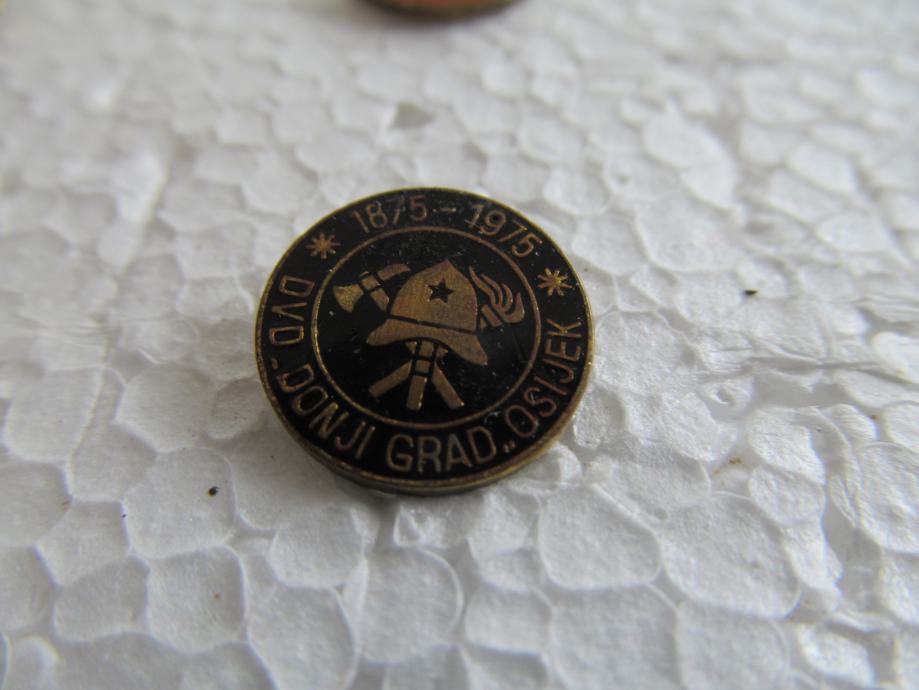 * 1875 - 1975 *
DVD „DONJI GRAD„ OSIJEK